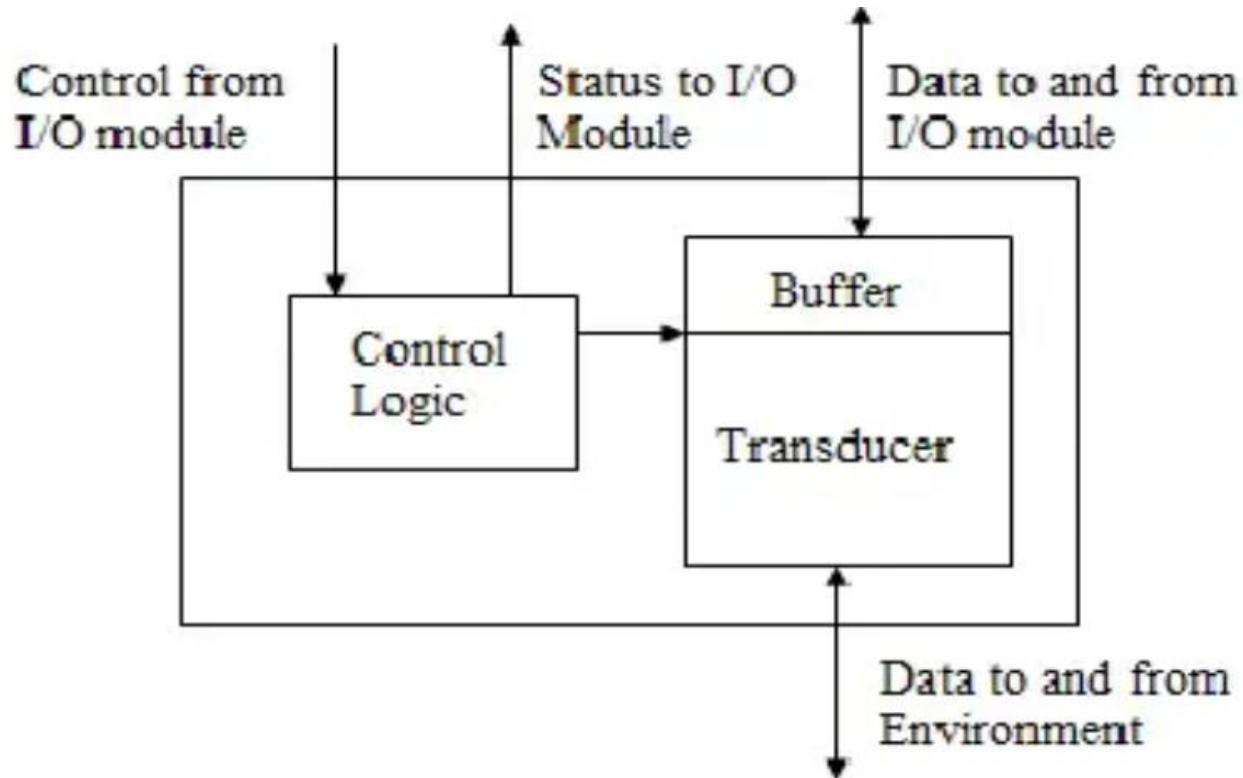 Control from
I/O module
Status to I/O
Module
Data to and from
I/O module
Buffer
Control
Logic
Transducer
Data to and from
Environment